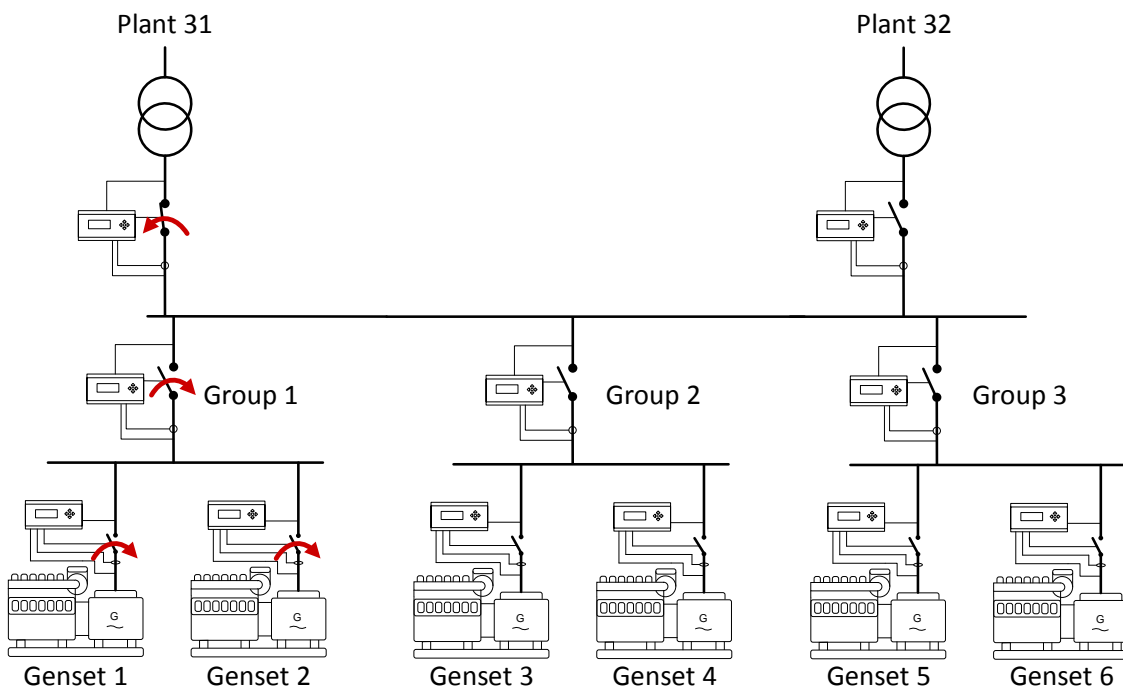 Plant 31
Plant 32
Group 1
Group 2
Group 3
G
G
G
G
G
G
Genset 1
Genset 2
Genset 3
Genset 4
Genset 5
Genset 6